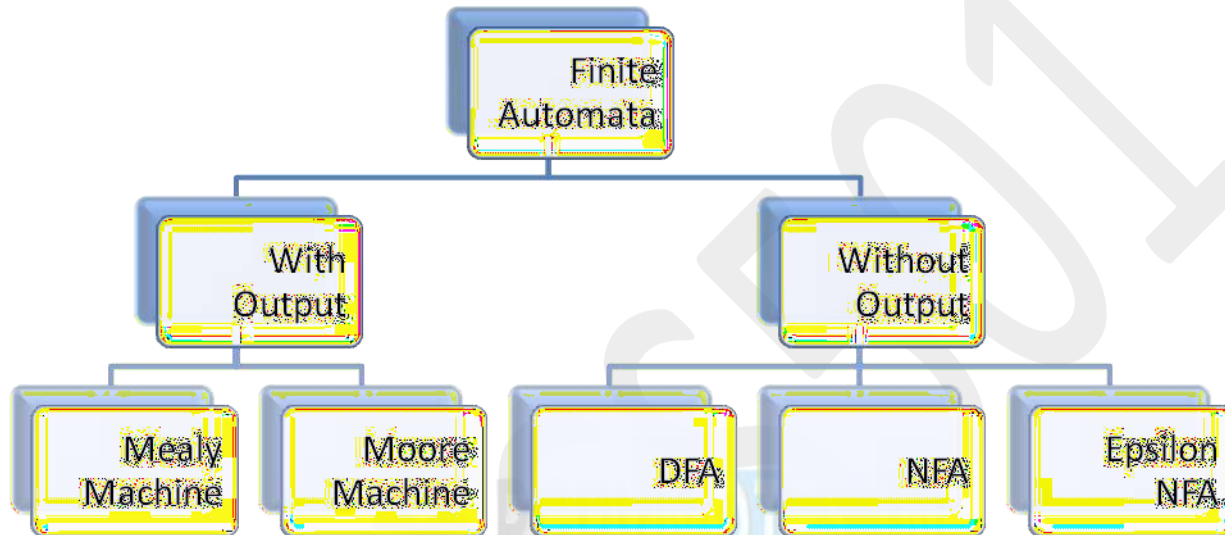 Finite
Automata
With
Output
Without
Output
Mealy
Machine
Moore
Machine
DFA
NFA
Epsilon
NFA